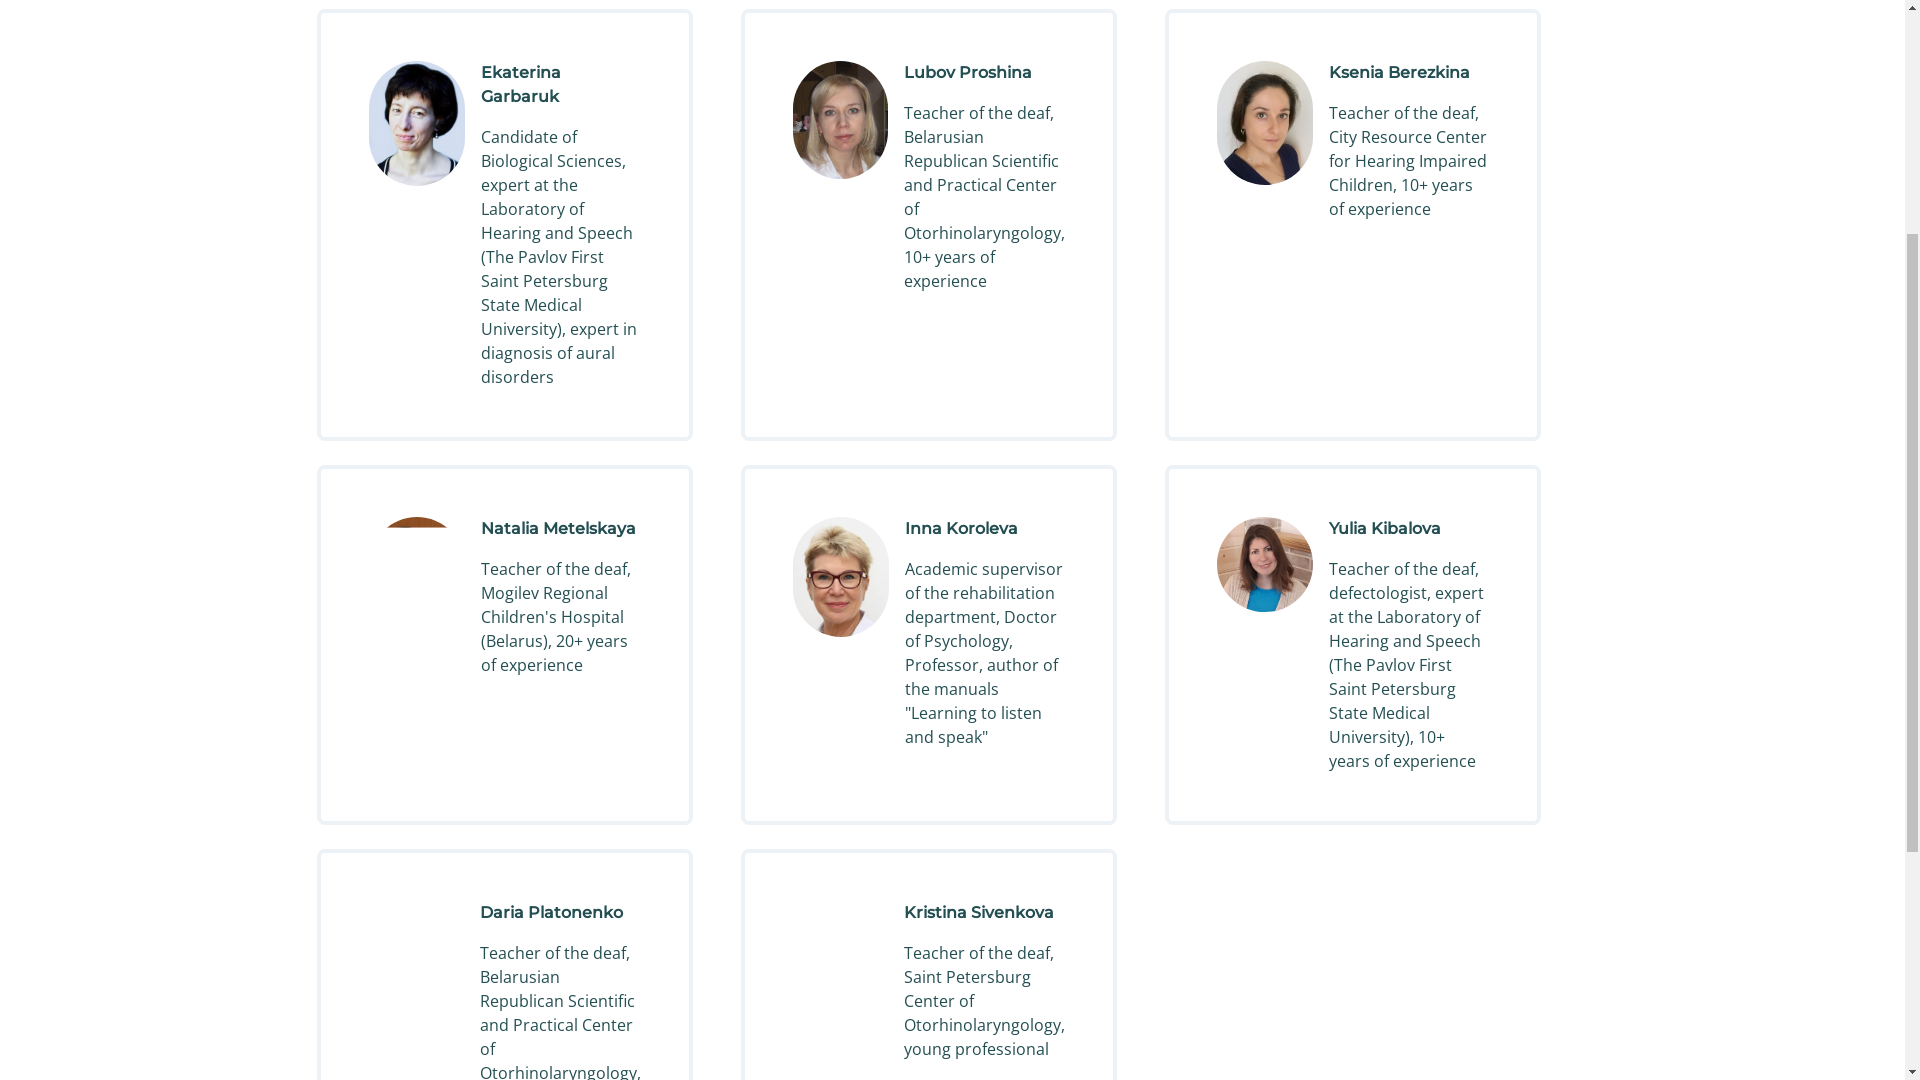 Ekaterina
Garbaruk
Candidate of
Biological Sciences,
expert at the
Laboratory of
Hearing and Speech
(The Pavlov First
Saint Petersburg
State Medical
University), expert in
diagnosis of aural
disorders
Lubov Proshina
Teacher of the deaf,
Belarusian
Republican Scientific
and Practical Center
of
Otorhinolaryngology,
10+ years of
experience
Ksenia Berezkina
Teacher of the deaf,
City Resource Center
for Hearing Impaired
Children, 10+ years
of experience
Natalia Metelskaya
Teacher of the deaf,
Mogilev Regional
Children's Hospital
(Belarus), 20+ years
of experience
Inna Koroleva
Academic supervisor
of the rehabilitation
department, Doctor
of Psychology,
Professor, author of
the manuals
"Learning to listen
and speak"
Yulia Kibalova
Teacher of the deaf,
defectologist, expert
at the Laboratory of
Hearing and Speech
(The Pavlov First
Saint Petersburg
State Medical
University), 10+
years of experience
Daria Platonenko
Teacher of the deaf,
Belarusian
Republican Scientific
and Practical Center
of
Otorhinolaryngology,
Kristina Sivenkova
Teacher of the deaf,
Saint Petersburg
Center of
Otorhinolaryngology,
young professional